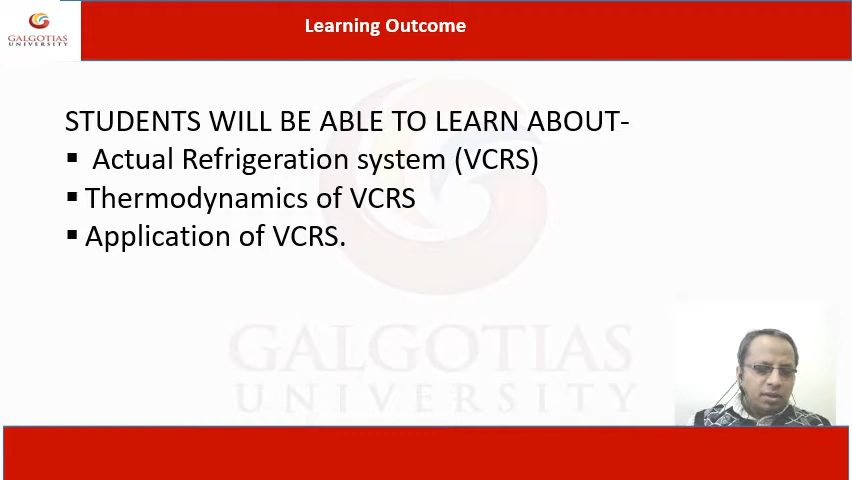 Learning Outcome
GALGOTIAS
UNIVERSITY
STUDENTS WILL BE ABLE TO LEARN ABOUT-
▪ Actual Refrigeration system (VCRS)
▪ Thermodynamics of VCRS
▪ Application of VCRS.
GALGOTIAS
UNIVERSITY